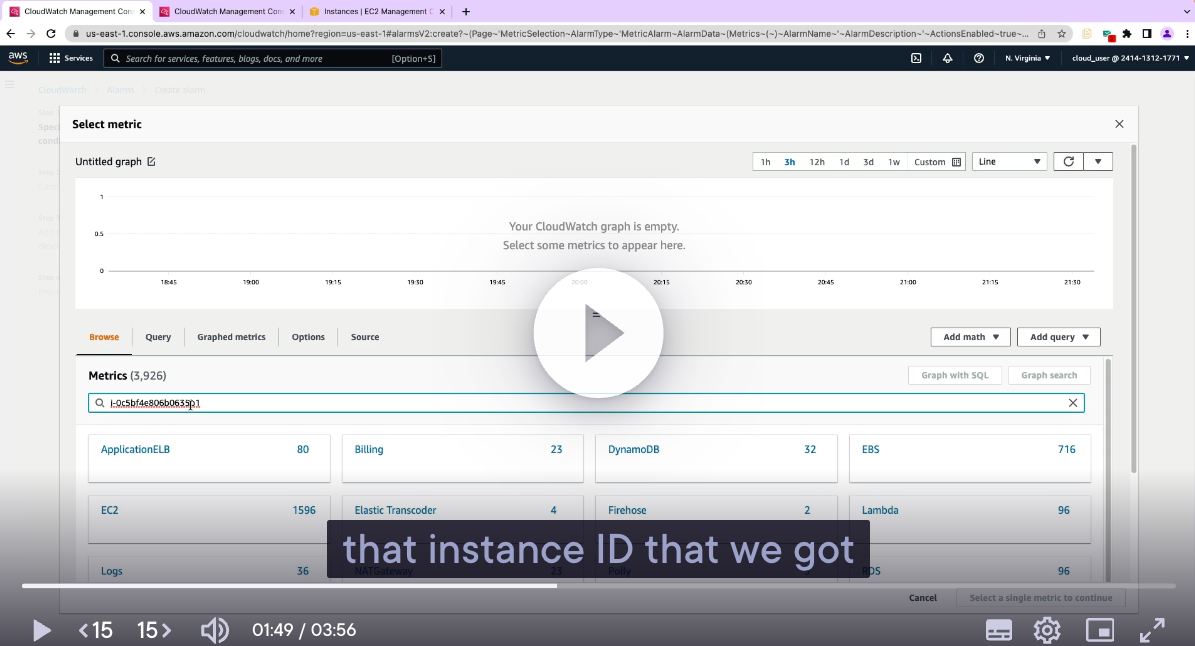 CloudWatch Management Con
CloudWatch Management Con
Instances | EC2 Management C
us-east-1.console.aws.amazon.com/cloudwatch/home?region=us-east-1#alarmsV2:create?~(Page~'MetricSelection~AlarmType~'MetricAlarm~AlarmData~(Metrics~(~)~AlarmName~'~AlarmDescription~'~ActionsEnabled~true~...
aws
Services
Search for services, features, blogs, docs, and more
[Option+S]
N. Virginia
cloud_user @ 2414-1312-1771
CloudWatch
Alarms
Create alarm
Select metric
Untitled graph
1h 3h 12h 1d 3d 1w Custom
Line
1
0.5
0
Your CloudWatch graph is empty.
Select some metrics to appear here.
18:45 19:00 19:15 19:30 19:45 20:00 20:15 20:30 20:45 21:00 21:15 21:30
Browse Query Graphed metrics Options Source
Add math
Add query
Metrics (3,926)
Graph with SQL
Graph search
ApplicationELB 80
Billing 23
DynamoDB 32
EBS 716
EC2 1596
Elastic Transcoder 4
Firehose 2
Lambda 96
Logs 36
NATGateway
Polly
RDS 96
that instance ID that we got
Cancel
Select a single metric to continue
15
15
01:49 / 03:56